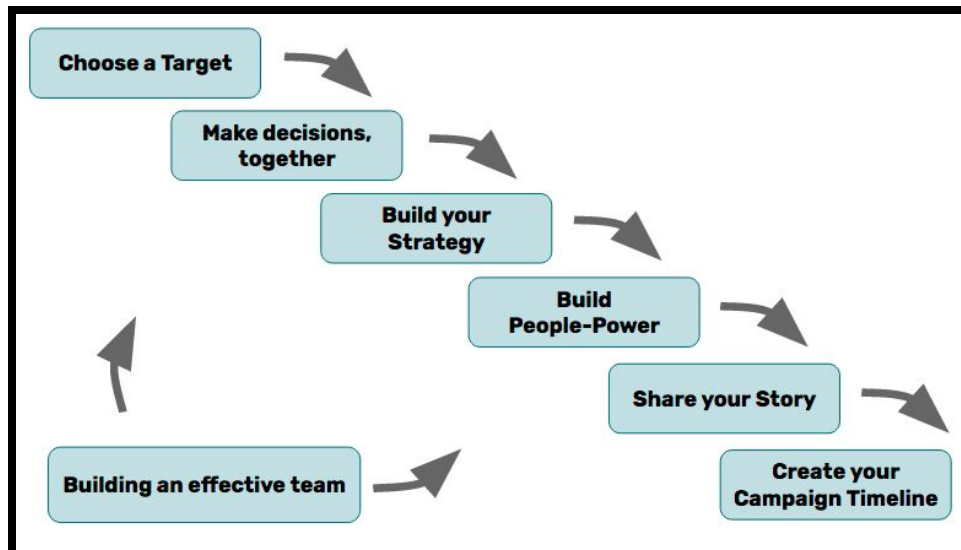 Choose a Target
Make decisions,
together
Build your
Strategy
Build
People-Power
Share your Story
Building an effective team
Create your
Campaign Timeline